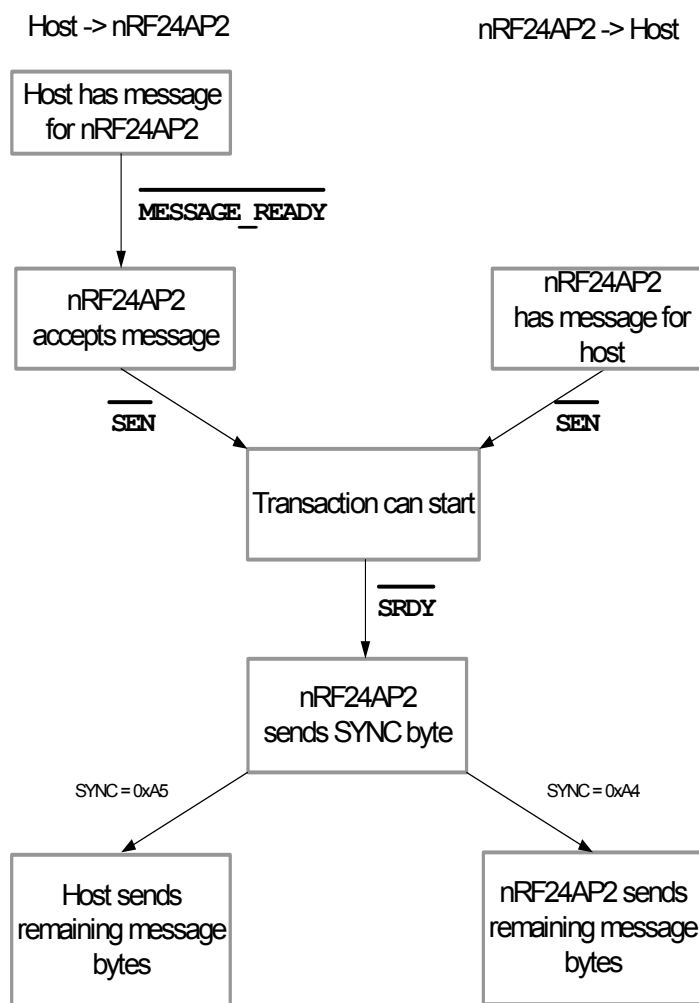 Host -> nRF24AP2
nRF24AP2 -> Host
Host has message
for nRF24AP2
MESSAGE_READY
nRF24AP2
accepts message
nRF24AP2
has message for
host
SEN
SEN
Transaction can start
SRDY
nRF24AP2
sends SYNC byte
SYNC = 0xA5
SYNC = 0xA4
Host sends
remaining message
bytes
nRF24AP2 sends
remaining message
bytes